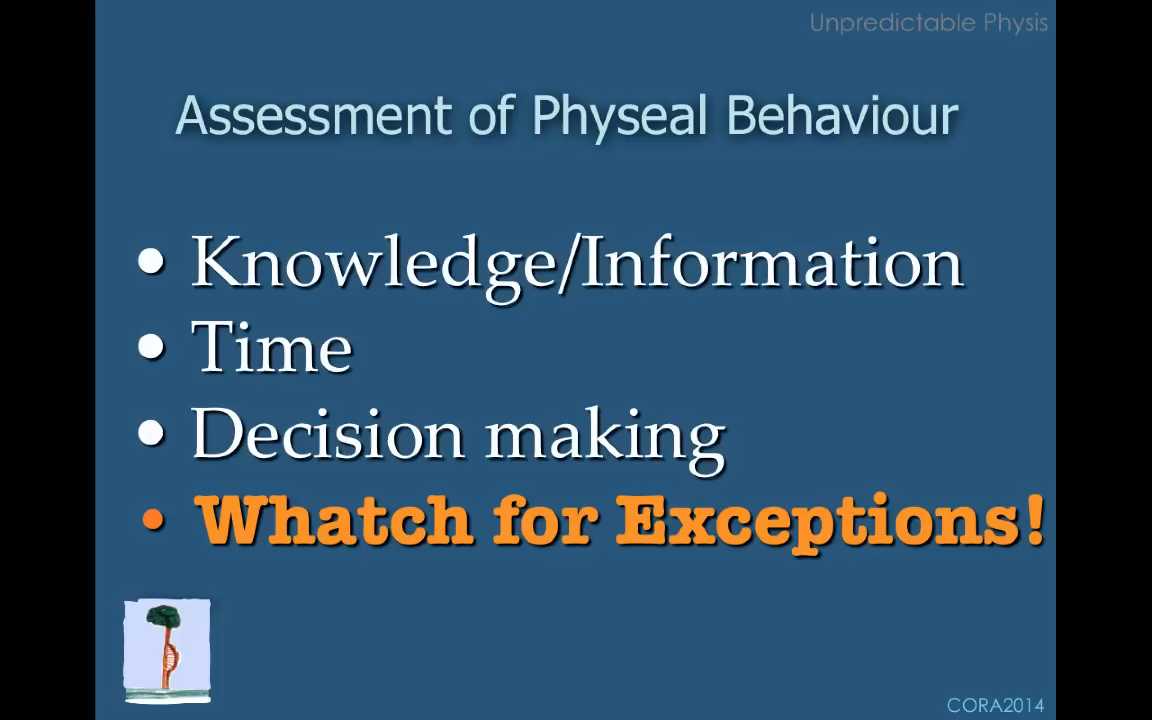 Unpredictable Physis
Assessment of Physeal Behaviour
• Knowledge/Information
• Time
• Decision making
• Whatch for Exceptions!
CORA2014